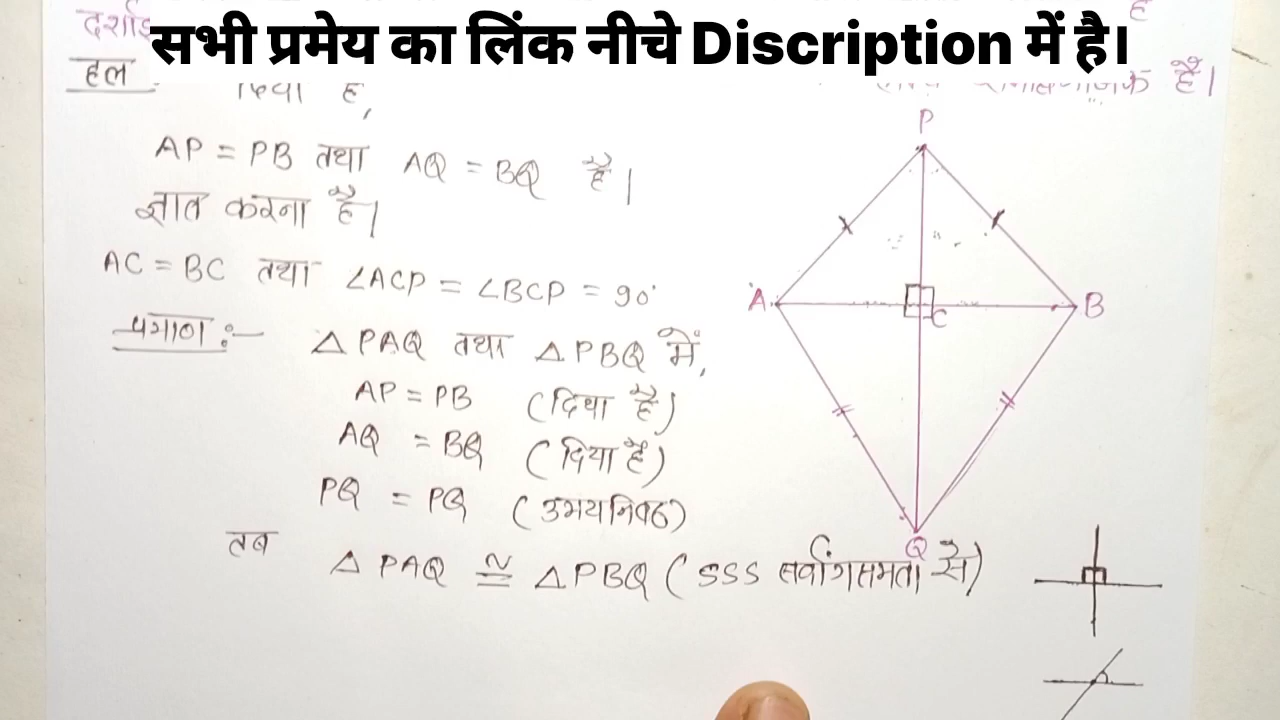 सभी प्रमेय का लिंक नीचे Discription में है।
हल
दिया है,
AP = PB तथा AQ = BQ है।
ज्ञात करना है।
AC = BC तथा ∠ACP = ∠BCP = 90°
प्रमाण :—
△ PAQ तथा △ PBQ में,
AP = PB (दिया है)
AQ = BQ (दिया है)
PQ = PQ (उभयनिष्ठ)
तब △ PAQ ≅ △ PBQ (SSS सर्वांगसमता से)
P
A
B
C
Q